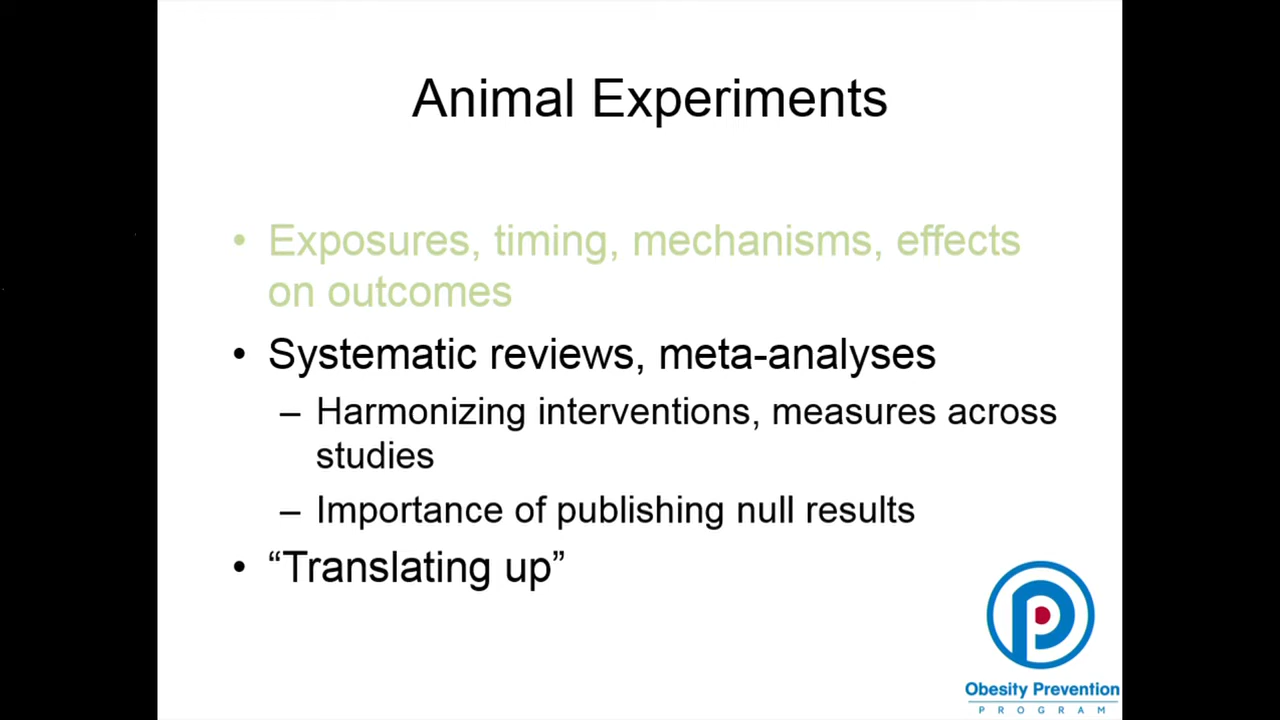 Animal Experiments
• Exposures, timing, mechanisms, effects
on outcomes
• Systematic reviews, meta-analyses
– Harmonizing interventions, measures across
studies
– Importance of publishing null results
• “Translating up”
Obesity Prevention
PROGRAM